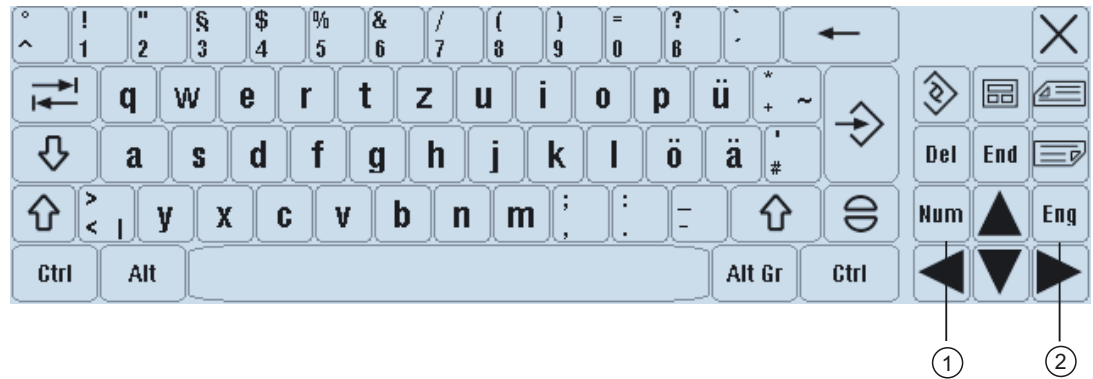 ° ! " § $ % & / ( ) = ? `
^ 1 2 3 4 5 6 7 8 9 0 ß ´
q w e r t z u i o p ü * + ~
a s d f g h j k l ö ä ' # Del End
> < | y x c v b n m ; , : . _ - Num Eng
Ctrl Alt Alt Gr Ctrl
1 2